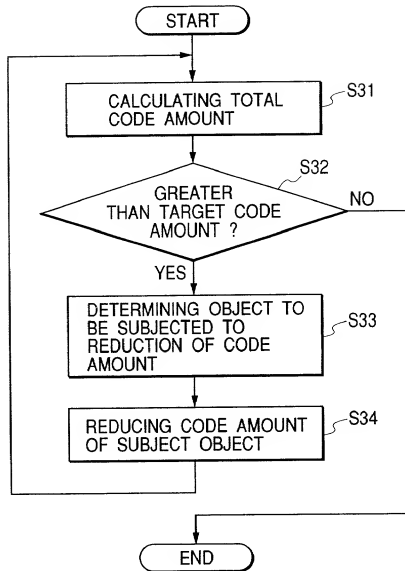 START
CALCULATING TOTAL
CODE AMOUNT
S31
GREATER
THAN TARGET CODE
AMOUNT ?
S32
NO
YES
DETERMINING OBJECT TO
BE SUBJECTED TO
REDUCTION OF CODE
AMOUNT
S33
REDUCING CODE AMOUNT
OF SUBJECT OBJECT
S34
END